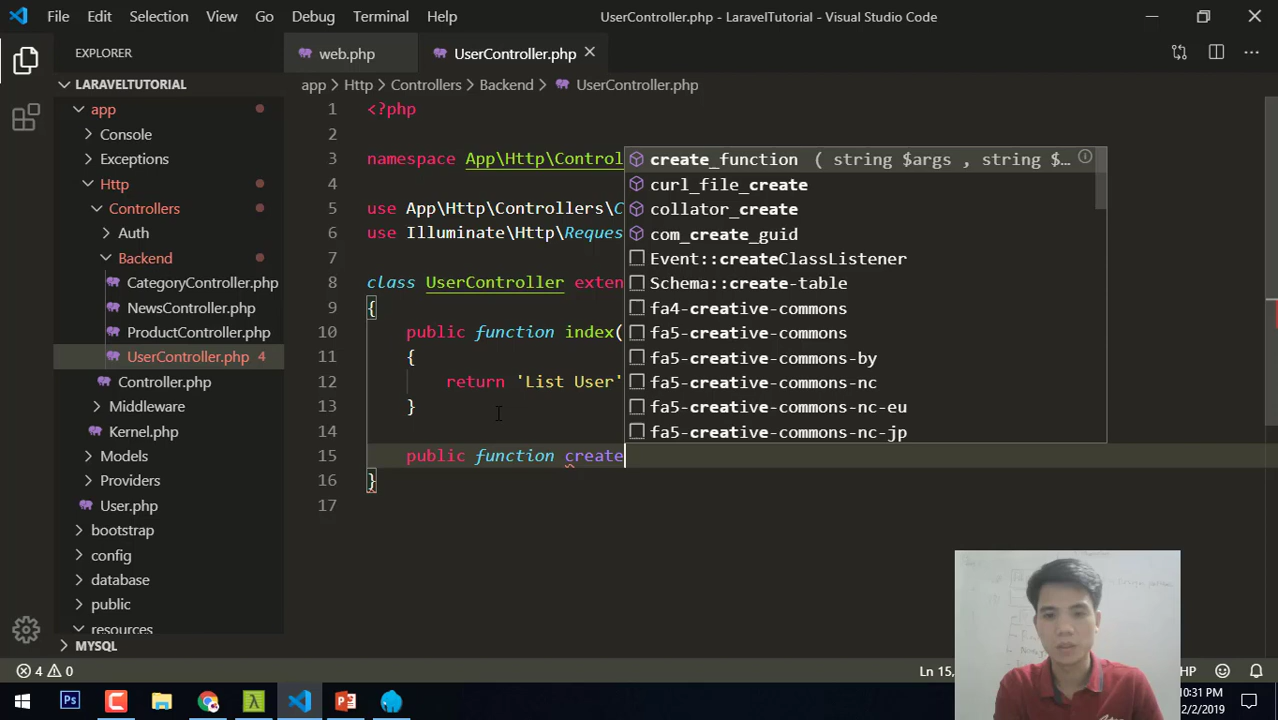 File Edit Selection View Go Debug Terminal Help UserController.php - LaravelTutorial - Visual Studio Code
EXPLORER
LARAVELTUTORIAL
app
Console
Exceptions
Http
Controllers
Auth
Backend
CategoryController.php
NewsController.php
ProductController.php
UserController.php 4
Controller.php
Middleware
Kernel.php
Models
Providers
User.php
bootstrap
config
database
public
resources
MYSQL
web.php UserController.php
app > Http > Controllers > Backend > UserController.php
1 <?php
2
3 namespace App\Http\Control
4
5 use App\Http\Controllers\C
6 use Illuminate\Http\Reques
7
8 class UserController exten
9 {
10 public function index(
11 {
12 return 'List User'
13 }
14
15 public function create
16 }
17
create_function ( string $args , string $…
curl_file_create
collator_create
com_create_guid
Event::createClassListener
Schema::create-table
fa4-creative-commons
fa5-creative-commons
fa5-creative-commons-by
fa5-creative-commons-nc
fa5-creative-commons-nc-eu
fa5-creative-commons-nc-jp
4 0 Ln 15, HP
Ps
10:31 PM
2/2/2019